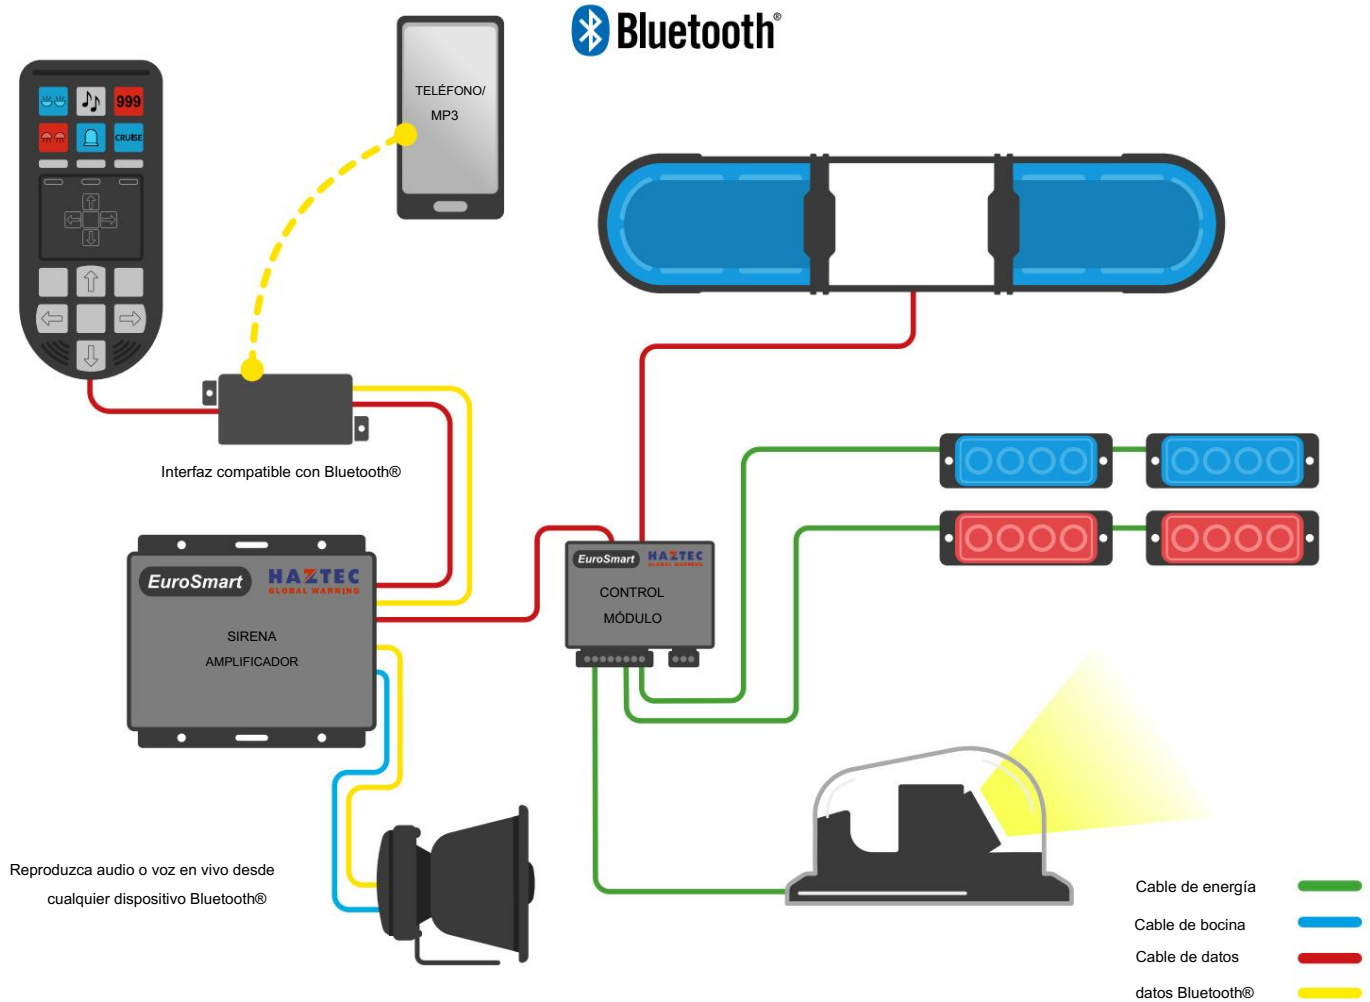 Bluetooth®
TELÉFONO/
MP3
999
CRUISE
Interfaz compatible con Bluetooth®
EuroSmart
HAZTEC
GLOBAL WARNING
SIRENA
AMPLIFICADOR
EuroSmart
HAZTEC
GLOBAL WARNING
CONTROL
MÓDULO
Reproduzca audio o voz en vivo desde
cualquier dispositivo Bluetooth®
Cable de energía
Cable de bocina
Cable de datos
datos Bluetooth®